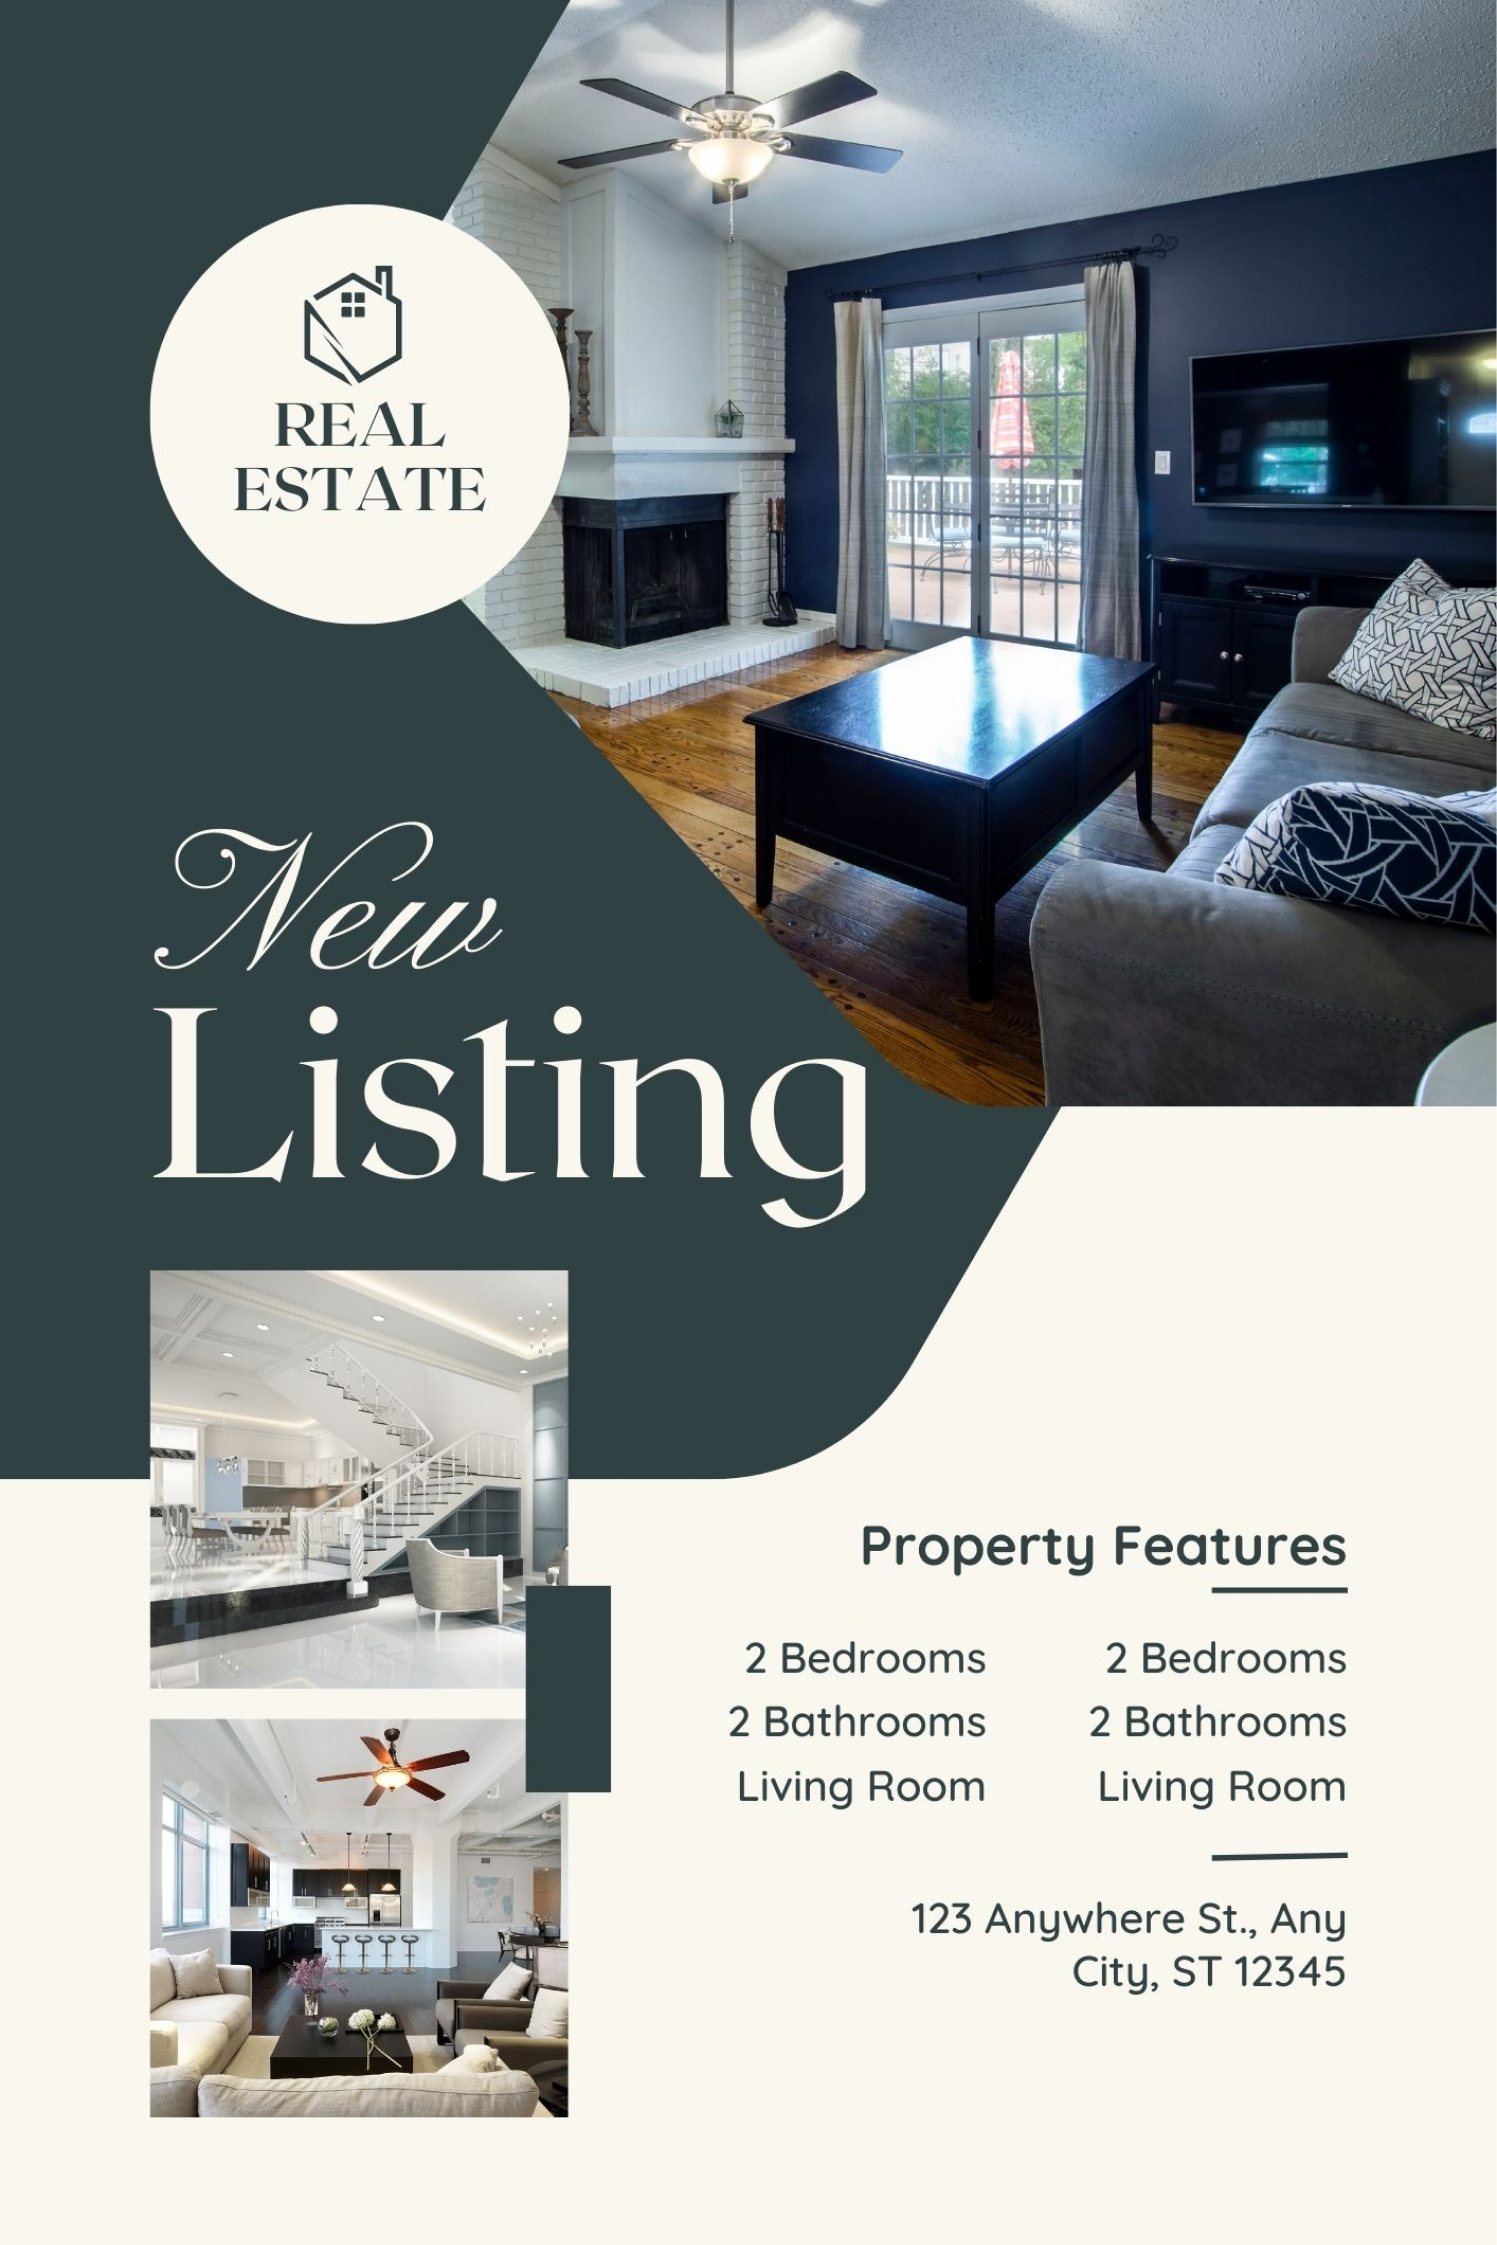 REAL
ESTATE
New
Listing
Property Features
2 Bedrooms
2 Bathrooms
Living Room
2 Bedrooms
2 Bathrooms
Living Room
123 Anywhere St., Any
City, ST 12345